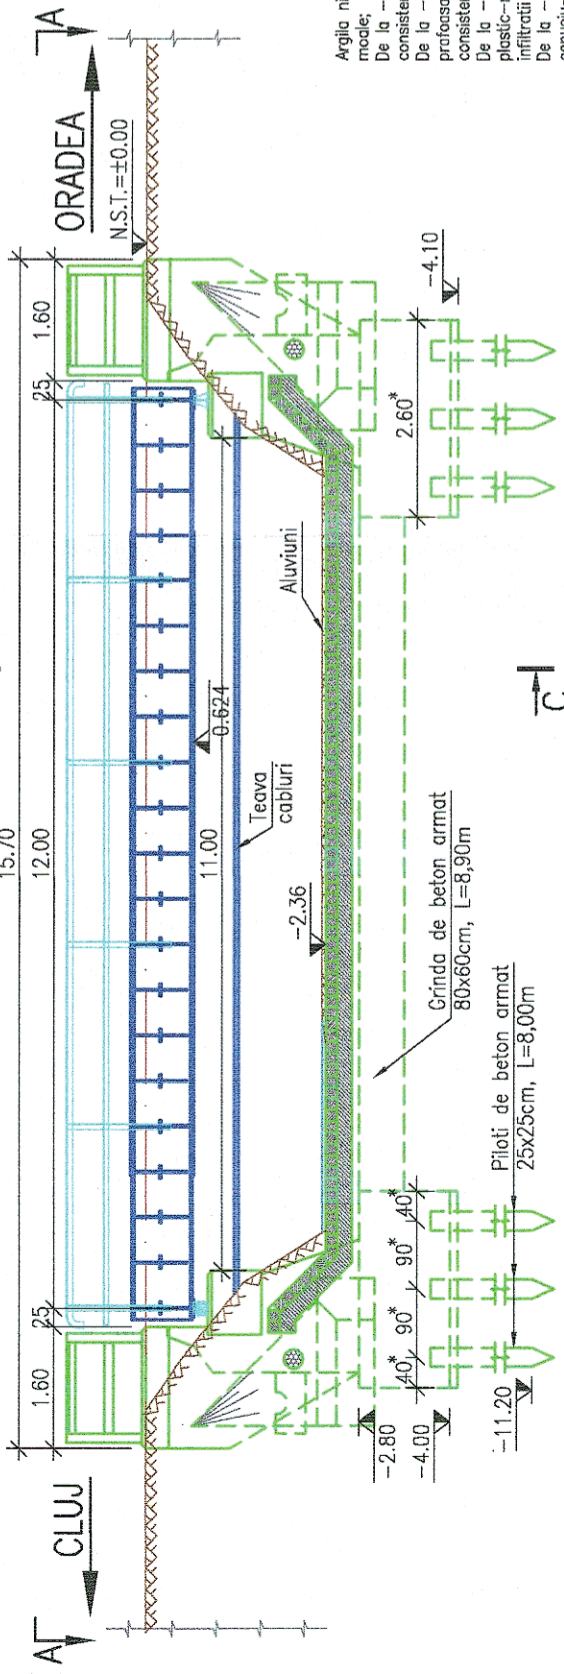 A
CLUJ
ORADEA
A
N.S.T.=±0.00
15.70
1.60
25
12.00
25
1.60
0.624
11.00
Teava
cabluri
-2.36
Aluviuni
Grinda de beton armat
80x60cm, L=8,90m
Piloti de beton armat
25x25cm, L=8,00m
-2.80
-4.00
-11.20
40*
90*
90*
40*
2.60*
-4.10
C
Argila ni
moale;
De la -
consisten
De la -
De la -
plastic-
infiltratii
De la -